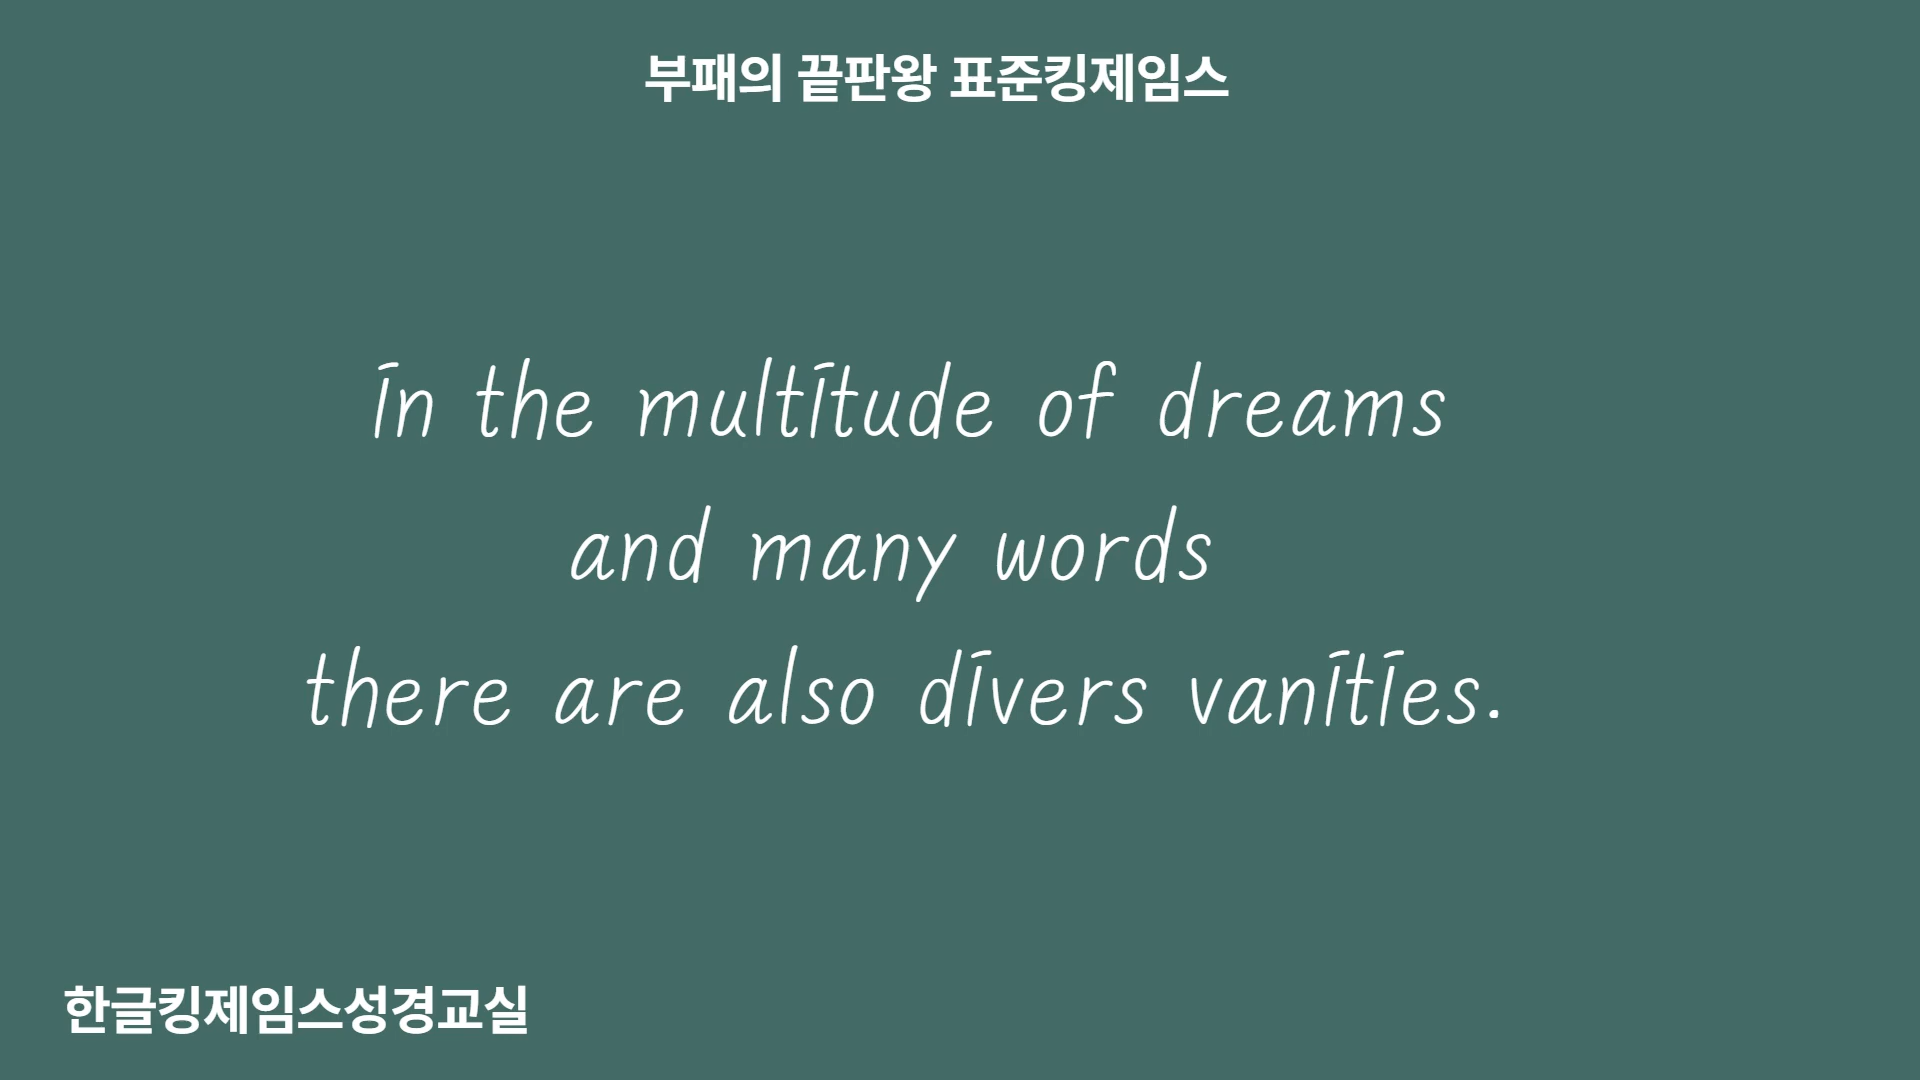 부패의 끝판왕 표준킹제임스
in the multitude of dreams
and many words
there are also divers vanities.
한글킹제임스성경교실